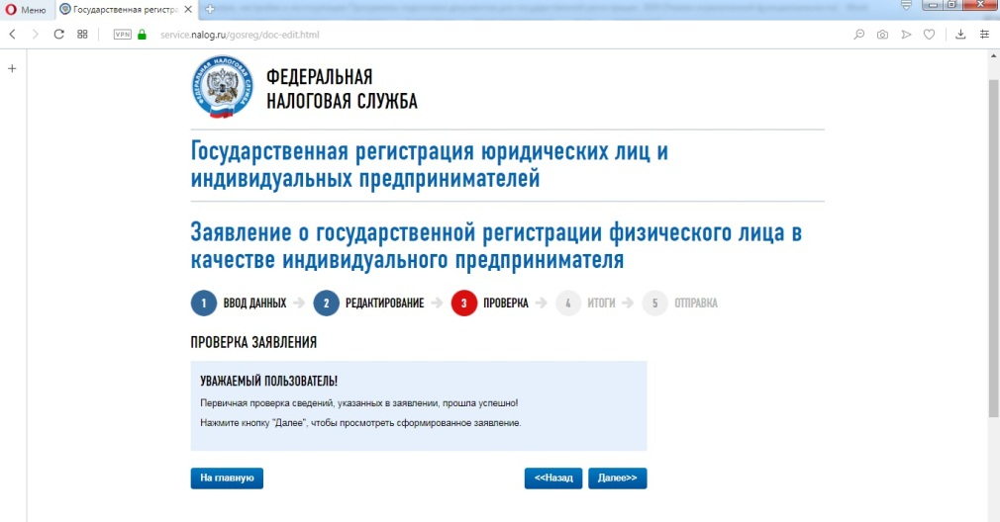 Меню
Государственная регистра
VPN
service.nalog.ru/gosreg/doc-edit.html
ФЕДЕРАЛЬНАЯ
НАЛОГОВАЯ СЛУЖБА
Государственная регистрация юридических лиц и
индивидуальных предпринимателей
Заявление о государственной регистрации физического лица в
качестве индивидуального предпринимателя
1 ВВОД ДАННЫХ 2 РЕДАКТИРОВАНИЕ 3 ПРОВЕРКА 4 ИТОГИ 5 ОТПРАВКА
ПРОВЕРКА ЗАЯВЛЕНИЯ
УВАЖАЕМЫЙ ПОЛЬЗОВАТЕЛЬ!
Первичная проверка сведений, указанных в заявлении, прошла успешно!
Нажмите кнопку "Далее", чтобы просмотреть сформированное заявление.
На главную <<Назад Далее>>